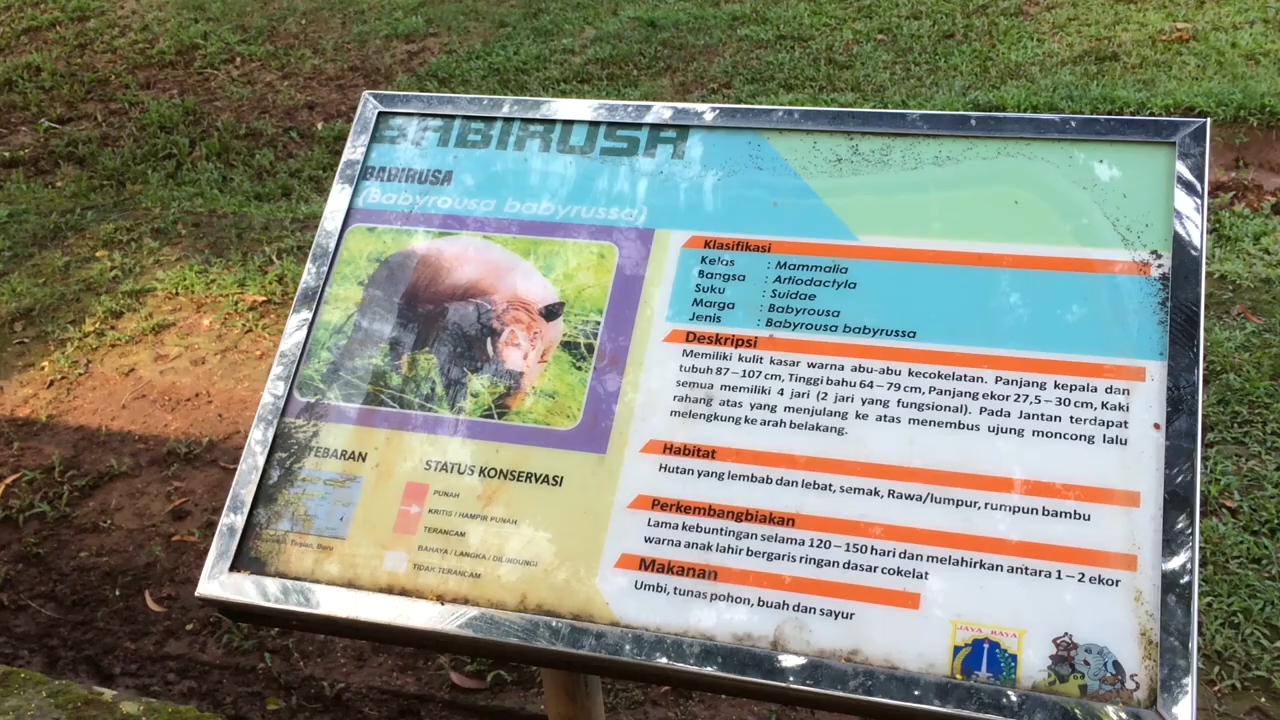 BABIRUSA
BABIRUSA
(Babyrousa babyrussa)
Klasifikasi
Kelas : Mammalia
Bangsa : Artiodactyla
Suku : Suidae
Marga : Babyrousa
Jenis : Babyrousa babyrussa
Deskripsi
Memiliki kulit kasar warna abu-abu kecokelatan. Panjang kepala dan
tubuh 87–107 cm, Tinggi bahu 64–79 cm, Panjang ekor 27,5–30 cm, Kaki
semua memiliki 4 jari (2 jari yang fungsional). Pada Jantan terdapat
rahang atas yang menjulang ke atas menembus ujung moncong lalu
melengkung ke arah belakang.
Habitat
Hutan yang lembab dan lebat, semak, Rawa/lumpur, rumpun bambu
Perkembangbiakan
Lama kebuntingan selama 120–150 hari dan melahirkan antara 1–2 ekor
warna anak lahir bergaris ringan dasar cokelat
Makanan
Umbi, tunas pohon, buah dan sayur
YEBARAN
Buru
STATUS KONSERVASI
PUNAH
KRITIS / HAMPIR PUNAH
TERANCAM
BAHAYA / LANGKA / DILINDUNGI
TIDAK TERANCAM
JAYA RAYA